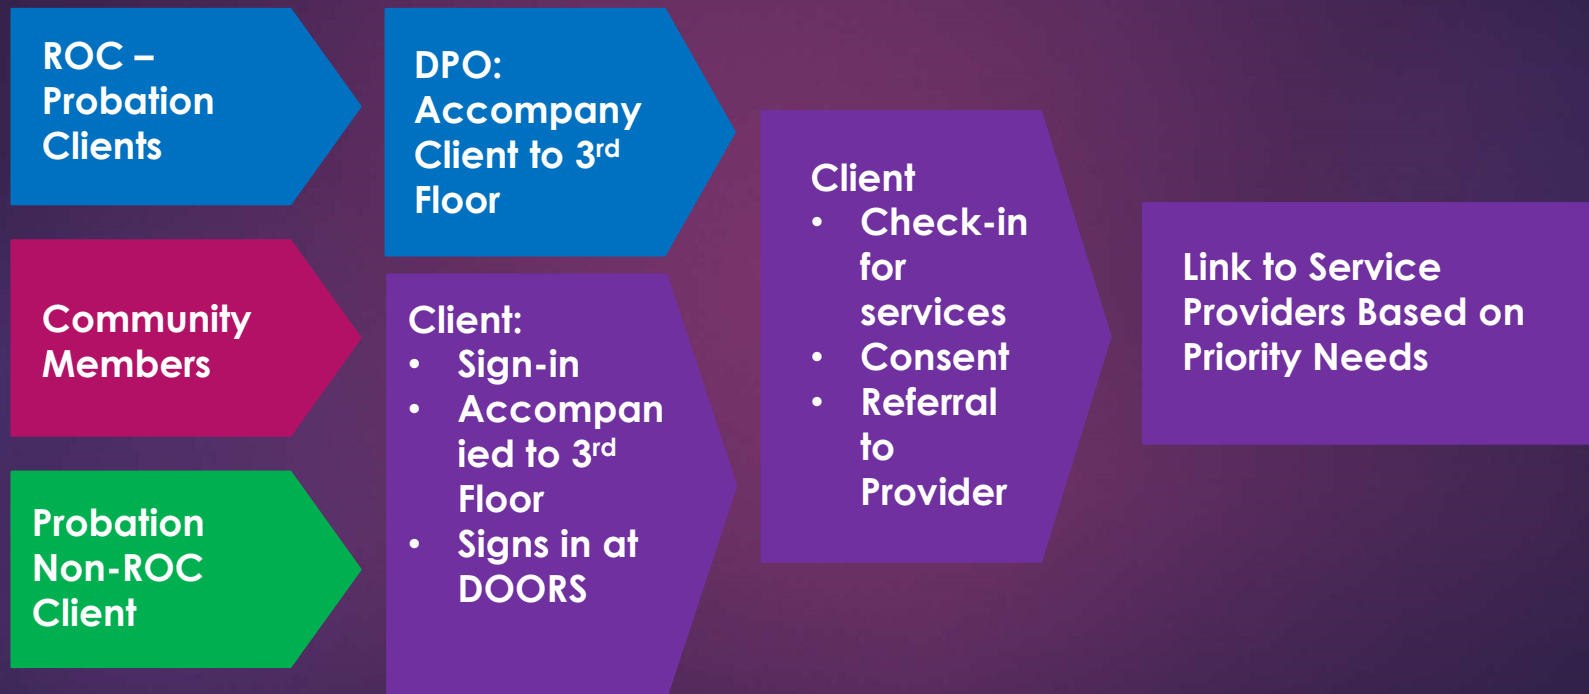 ROC –
Probation
Clients
DPO:
Accompany
Client to 3rd
Floor
Community
Members
Client:
• Sign-in
• Accompan
ied to 3rd
Floor
• Signs in at
DOORS
Probation
Non-ROC
Client
Client
• Check-in
for
services
• Consent
• Referral
to
Provider
Link to Service
Providers Based on
Priority Needs